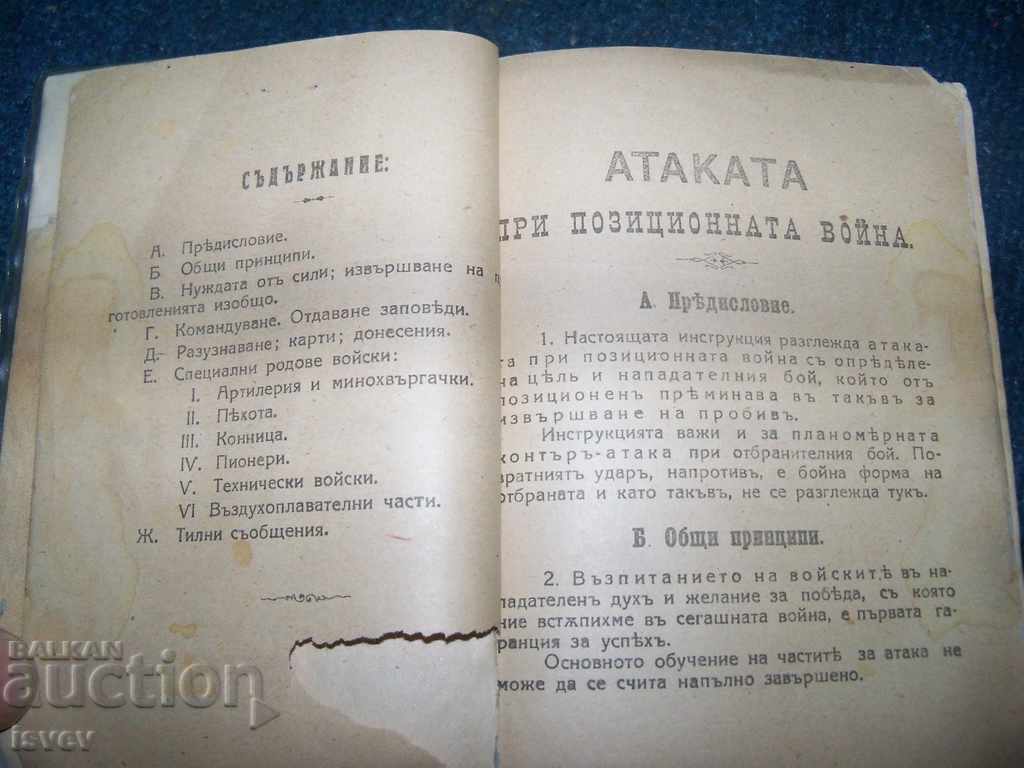 СЪДЪРЖАНИЕ:
А. Прѣдисловие.
Б Общи принципи.
В. Нуждата отъ сили; извършване на п
готовленията изобщо.
Г. Командуване. Отдаване заповѣди.
Д.- Разузнаване; карти; донесения.
Е. Специални родове войски:
I. Артилерия и минохвъргачки.
II. Пѣхота.
III. Конница.
IV. Пионери.
V. Технически войски.
VI Въздухоплавателни части.
Ж. Тилни съобщения.
АТАКАТА
ПРИ ПОЗИЦИОННАТА ВОЙНА.
А. Прѣдисловие.
1. Настоящата инструкция разглежда атака-
та при позиционната война съ опрѣдѣле-
на цѣль и нападателния бой, който отъ
позиционенъ прѣминава въ такъвъ за
извършване на пробивъ.
Инструкцията важи и за планомѣрната
контъръ-атака при отбранителния бой. По-
вратниятъ ударъ, напротивъ, е бойна форма на
отбраната и като такъвъ, не се разглежда тукъ.
Б. Общи принципи.
2. Възпитанието на войскитѣ въ на-
падателенъ духъ и желание за побѣда, съ която
ние встѫпихме въ сегашната война, е първата га-
ранция за успѣхъ.
Основното обучение на частитѣ за атака не
може да се счита напълно завършено.
BALKAN
auction
isvev